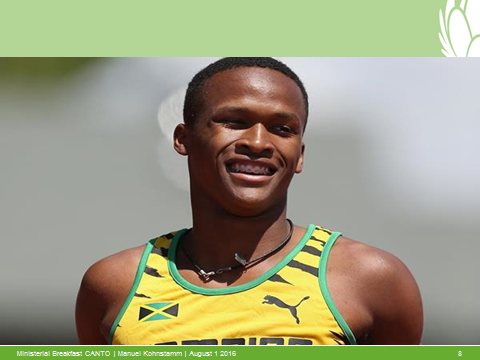 Ministerial Breakfast CANTO | Manuel Kohnstamm | August 1 2016
8